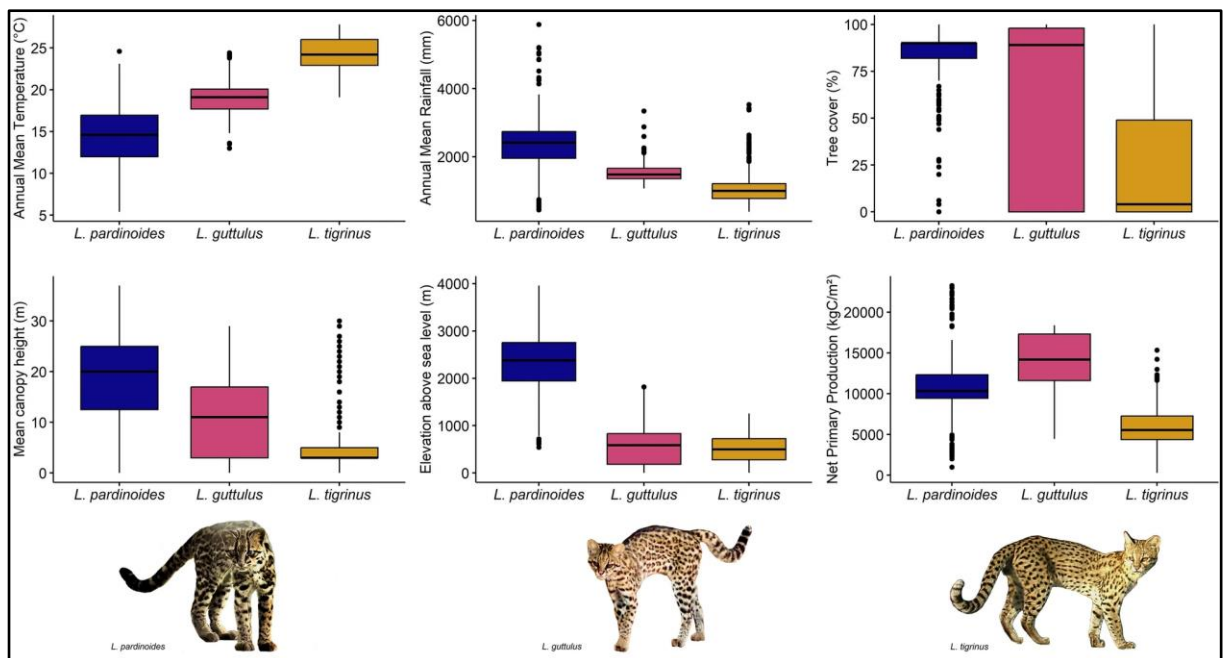 Annual Mean Temperature (°C)
25
20
15
10
5
L. pardinoides
L. guttulus
L. tigrinus
Annual Mean Rainfall (mm)
6000
4000
2000
L. pardinoides
L. guttulus
L. tigrinus
Tree cover (%)
100
75
50
25
0
L. pardinoides
L. guttulus
L. tigrinus
Mean canopy height (m)
30
20
10
0
L. pardinoides
L. guttulus
L. tigrinus
Elevation above sea level (m)
4000
3000
2000
1000
0
L. pardinoides
L. guttulus
L. tigrinus
Net Primary Production (kgC/m²)
20000
15000
10000
5000
0
L. pardinoides
L. guttulus
L. tigrinus
L. pardinoides
L. guttulus
L. tigrinus